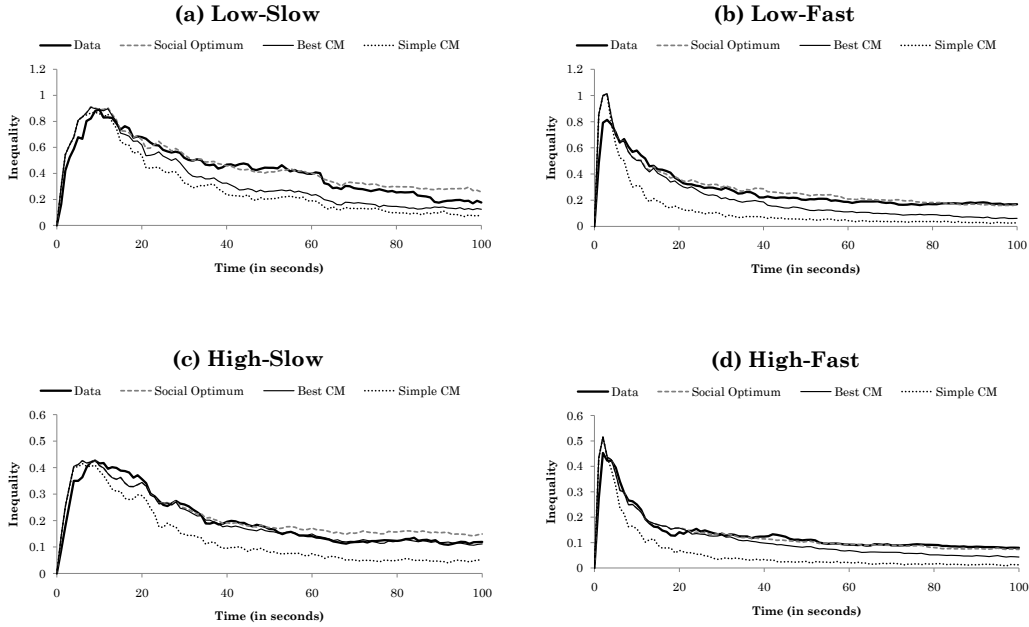 (a) Low-Slow
Data Social Optimum Best CM Simple CM
1.2
1
0.8
0.6
0.4
0.2
0
Inequality
0 20 40 60 80 100
Time (in seconds)
(b) Low-Fast
Data Social Optimum Best CM Simple CM
1.2
1
0.8
0.6
0.4
0.2
0
Inequality
0 20 40 60 80 100
Time (in seconds)
(c) High-Slow
Data Social Optimum Best CM Simple CM
0.6
0.5
0.4
0.3
0.2
0.1
0
Inequality
0 20 40 60 80 100
Time (in seconds)
(d) High-Fast
Data Social Optimum Best CM Simple CM
0.6
0.5
0.4
0.3
0.2
0.1
0
Inequality
0 20 40 60 80 100
Time (in seconds)